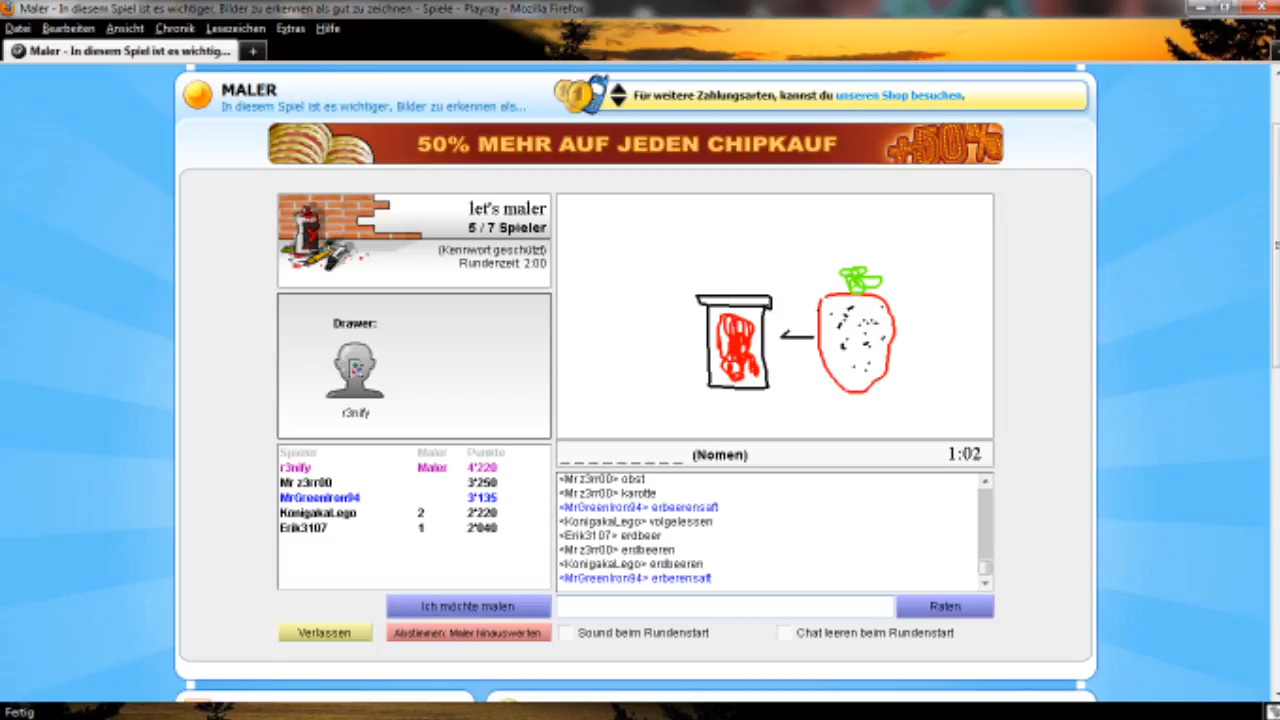 Maler - In diesem Spiel ist es wichtiger, Bilder zu erkennen als gut zu zeichnen - Spiele - Playray - Mozilla Firefox
Datei Bearbeiten Ansicht Chronik Lesezeichen Extras Hilfe
Maler - In diesem Spiel ist es wichtig... +
MALER
In diesem Spiel ist es wichtiger, Bilder zu erkennen als...
Für weitere Zahlungsarten, kannst du unseren Shop besuchen.
50% MEHR AUF JEDEN CHIPKAUF
+50%
let's maler
5 / 7 Spieler
(Kennwort geschützt)
Rundenzeit 2:00
Drawer:
r3nify
Spieler Maler Punkte
r3nify Maler 4'220
Mr z3rr00 3'250
MrGreenIron94 3'135
KonigakaLego 2 2'220
Erik3107 1 2'040
_ _ _ _ _ _ _ _ _ (Nomen) 1:02
<Mr z3rr00> obst
<Mr z3rr00> karotte
<MrGreenIron94> erbeerensaft
<KonigakaLego> volgelessen
<Erik3107> erdbeer
<Mr z3rr00> erdbeeren
<KonigakaLego> erdbeeren
<MrGreenIron94> erberensaft
Ich möchte malen
Raten
Verlassen
Abstimmen: Maler hinauswerfen
Sound beim Rundenstart
Chat leeren beim Rundenstart
Fertig